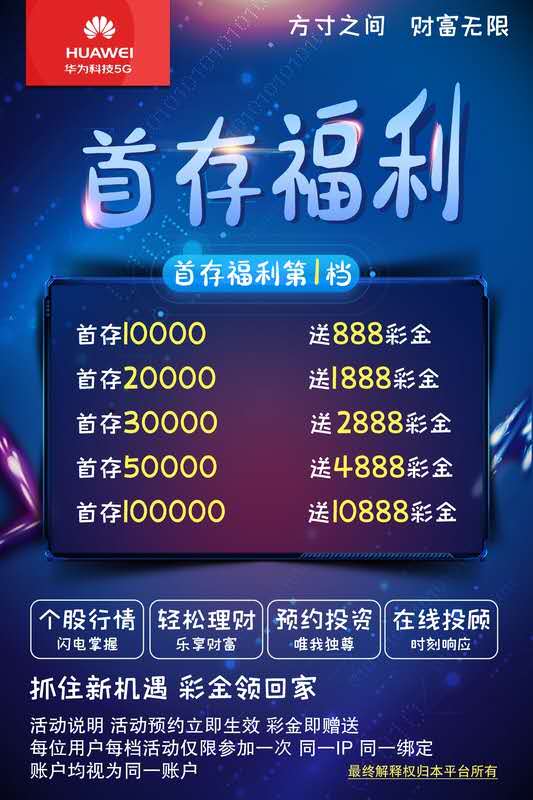 HUAWEI
华为科技5G
方寸之间 财富无限
首存福利
首存福利第1档
首存10000 送888彩金
首存20000 送1888彩金
首存30000 送2888彩金
首存50000 送4888彩金
首存100000 送10888彩金
个股行情 轻松理财 预约投资 在线投顾
闪电掌握 乐享财富 唯我独尊 时刻响应
抓住新机遇 彩金领回家
活动说明 活动预约立即生效 彩金即赠送
每位用户每档活动仅限参加一次 同一IP 同一绑定
账户均视为同一账户
最终解释权归本平台所有